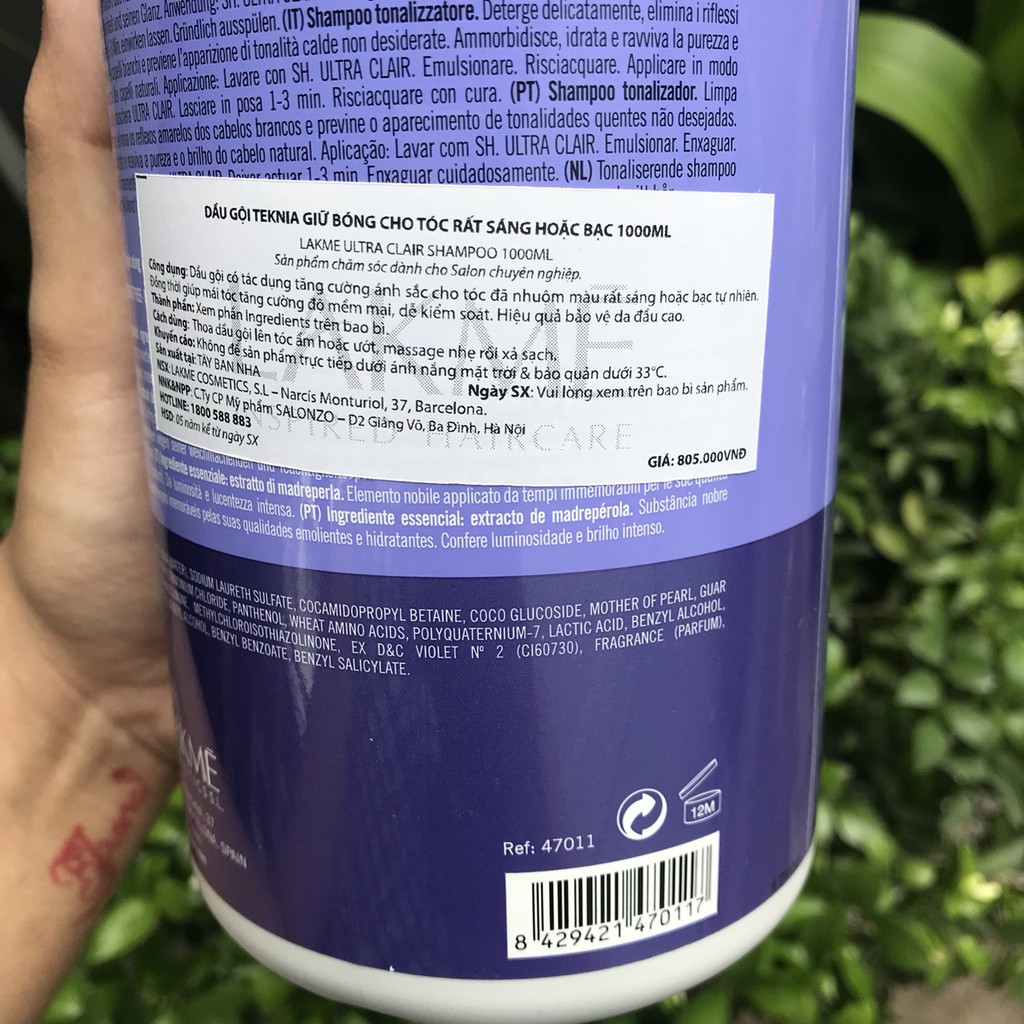 und seinen Glanz. Anwendung: SH.
einwirken lassen. Gründlich ausspülen. (IT) Shampoo tonalizzatore. Deterge delicatamente, elimina i riflessi
bianchi e previene l'apparizione di tonalità calde non desiderate. Ammorbidisce, idrata e ravviva la purezza e
capelli naturali. Applicazione: Lavare con SH. ULTRA CLAIR. Emulsionare. Risciacquare. Applicare in modo
ULTRA CLAIR. Lasciare in posa 1-3 min. Risciacquare con cura. (PT) Shampoo tonalizador. Limpa
os reflexos amarelos dos cabelos brancos e previne o aparecimento de tonalidades quentes não desejadas.
a pureza e o brilho do cabelo natural. Aplicação: Lavar com SH. ULTRA CLAIR. Emulsionar. Enxaguar.
Deixar actuar 1-3 min. Enxaguar cuidadosamente. (NL) Tonaliserende shampoo
DẦU GỘI TEKNIA GIỮ BÓNG CHO TÓC RẤT SÁNG HOẶC BẠC 1000ML
LAKME ULTRA CLAIR SHAMPOO 1000ML
Sản phẩm chăm sóc dành cho Salon chuyên nghiệp.
Công dụng: Dầu gội có tác dụng tăng cường ánh sắc cho tóc đã nhuộm màu rất sáng hoặc bạc tự nhiên.
Đồng thời giúp mái tóc tăng cường độ mềm mại, dễ kiểm soát. Hiệu quả bảo vệ da đầu cao.
Thành phần: Xem phần Ingredients trên bao bì.
Cách dùng: Thoa dầu gội lên tóc ẩm hoặc ướt, massage nhẹ rồi xả sạch.
Khuyến cáo: Không để sản phẩm trực tiếp dưới ánh nắng mặt trời & bảo quản dưới 33°C.
Sản xuất tại: TÂY BAN NHA
Ngày SX: Vui lòng xem trên bao bì sản phẩm.
NSX: LAKME COSMETICS, S.L – Narcís Monturiol, 37, Barcelona.
NNK&NPP: C.Ty CP Mỹ phẩm SALONZO – D2 Giảng Võ, Ba Đình, Hà Nội
HOTLINE: 1800 588 883
HSD: 05 năm kể từ ngày SX
GIÁ: 805.000VNĐ
LAKMĒ
INSPIRED HAIRCARE
Ingrediente essenziale: estratto di madreperla. Elemento nobile applicato da tempi immemorabili per le sue qualità
luminosità e lucentezza intensa. (PT) Ingrediente essencial: extracto de madrepérola. Substância nobre
pelas suas qualidades emolientes e hidratantes. Confere luminosidade e brilho intenso.
SODIUM LAURETH SULFATE, COCAMIDOPROPYL BETAINE, COCO GLUCOSIDE, MOTHER OF PEARL, GUAR
CHLORIDE, PANTHENOL, WHEAT AMINO ACIDS, POLYQUATERNIUM-7, LACTIC ACID, BENZYL ALCOHOL,
METHYLCHLOROISOTHIAZOLINONE, EX D&C VIOLET Nº 2 (CI60730), FRAGRANCE (PARFUM),
BENZYL BENZOATE, BENZYL SALICYLATE.
SPAIN
12M
Ref: 47011
8 429421 470117